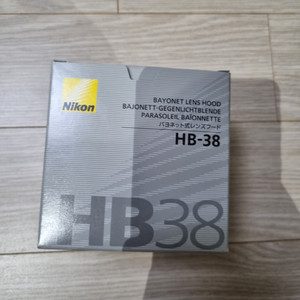 Nikon
BAYONET LENS HOOD
BAJONETT-GEGENLICHTBLENDE
PARASOLEIL BAÏONNETTE
バヨネット式レンズフード
HB-38
HB38